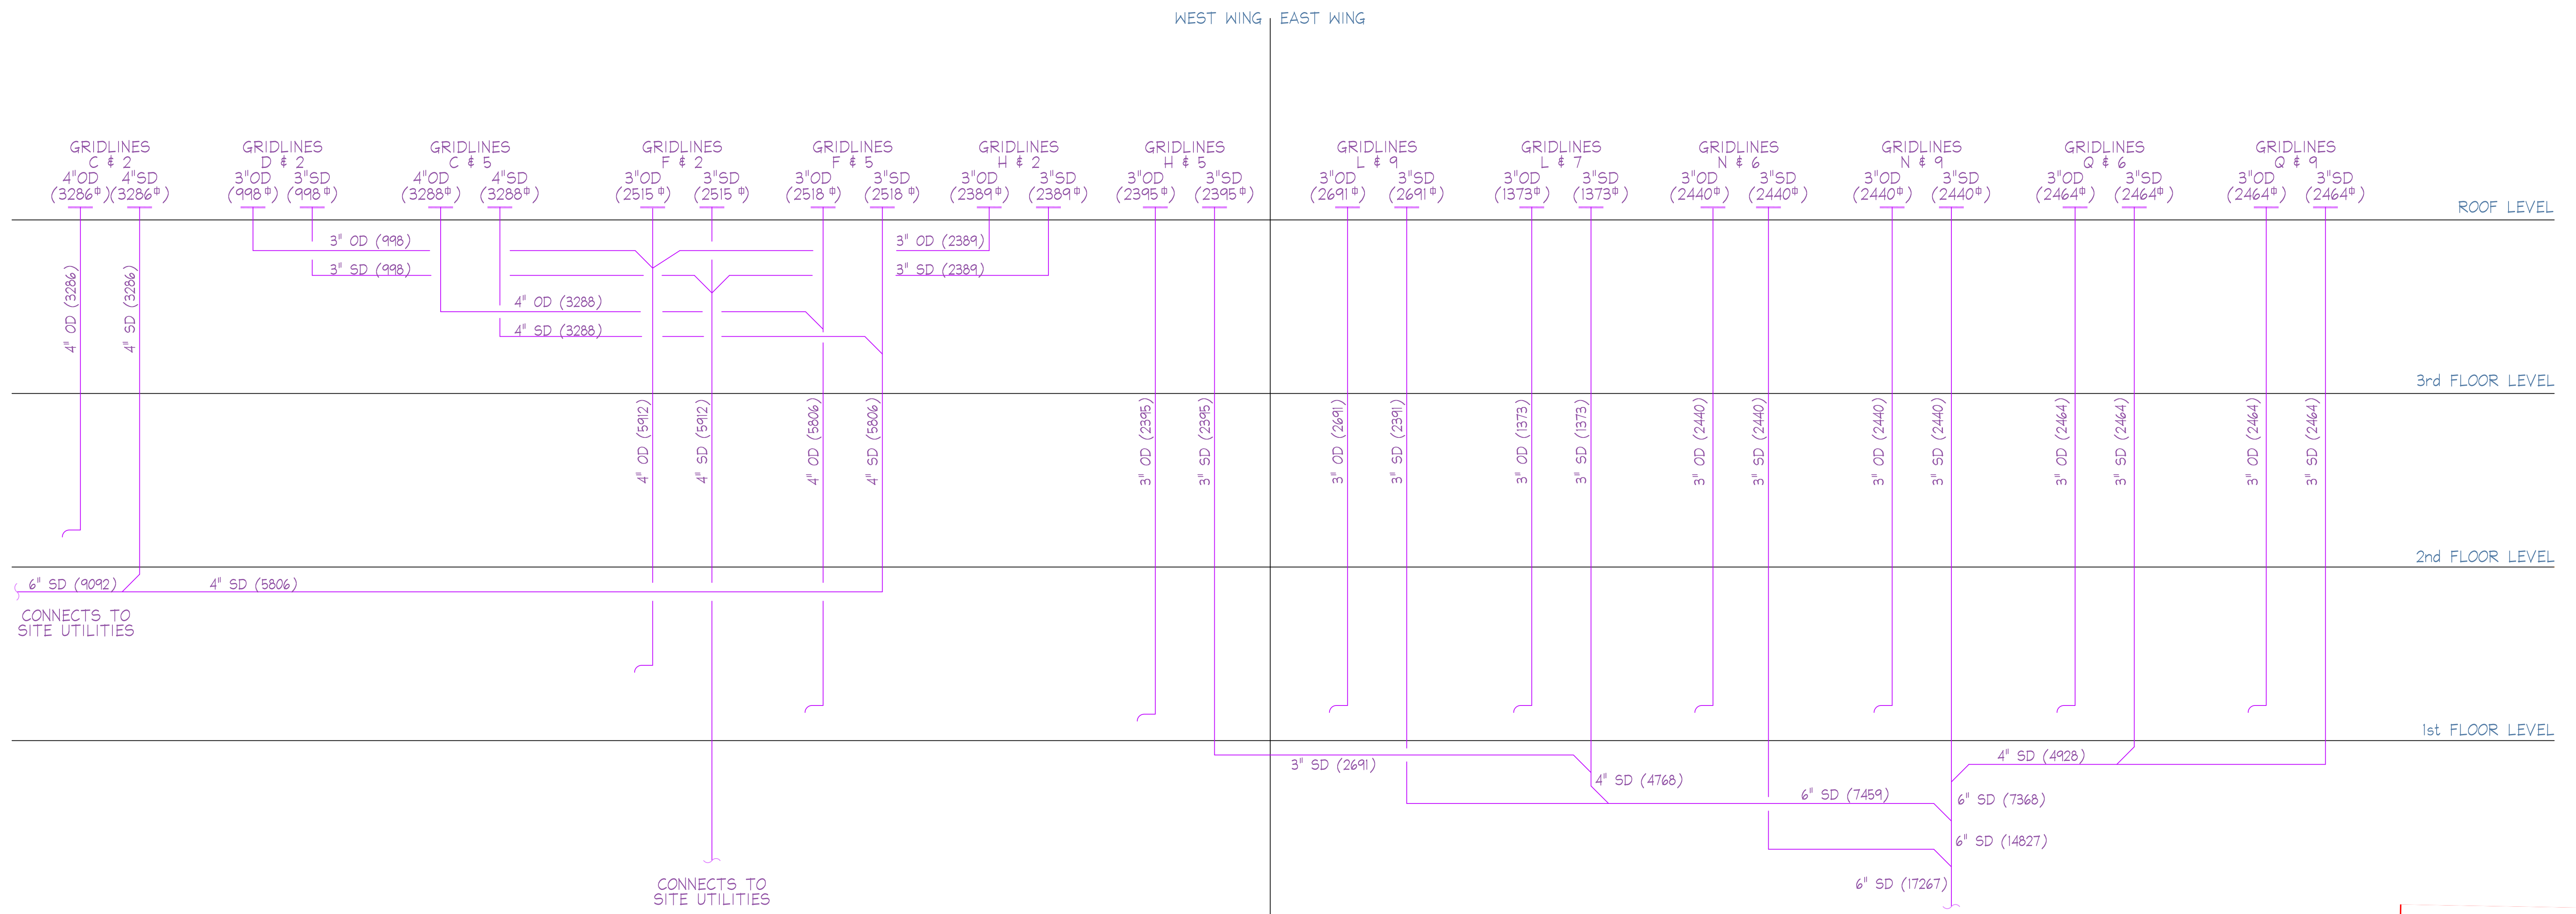 WEST WING EAST WING
GRIDLINES
C & 2
4"OD 4"SD
(3286⌽)(3286⌽)
GRIDLINES
D & 2
3"OD 3"SD
(998⌽) (998⌽)
GRIDLINES
C & 5
4"OD 4"SD
(3288⌽) (3288⌽)
GRIDLINES
F & 2
3"OD 3"SD
(2515⌽) (2515⌽)
GRIDLINES
F & 5
3"OD 3"SD
(2518⌽) (2518⌽)
GRIDLINES
H & 2
3"OD 3"SD
(2389⌽) (2389⌽)
GRIDLINES
H & 5
3"OD 3"SD
(2395⌽) (2395⌽)
GRIDLINES
L & 9
3"OD 3"SD
(2691⌽) (2691⌽)
GRIDLINES
L & 7
3"OD 3"SD
(1373⌽) (1373⌽)
GRIDLINES
N & 6
3"OD 3"SD
(2440⌽) (2440⌽)
GRIDLINES
N & 9
3"OD 3"SD
(2440⌽) (2440⌽)
GRIDLINES
Q & 6
3"OD 3"SD
(2464⌽) (2464⌽)
GRIDLINES
Q & 9
3"OD 3"SD
(2464⌽) (2464⌽)
ROOF LEVEL
3" OD (998)
3" OD (2389)
3" SD (998)
3" SD (2389)
4" OD (3286)
4" SD (3286)
4" OD (3288)
4" SD (3288)
3rd FLOOR LEVEL
4" OD (5912)
4" SD (5912)
4" OD (5806)
4" SD (5806)
3" OD (2395)
3" SD (2395)
3" OD (2691)
3" SD (2391)
3" OD (1373)
3" SD (1373)
3" OD (2440)
3" SD (2440)
3" OD (2440)
3" SD (2440)
3" OD (2464)
3" SD (2464)
3" OD (2464)
3" SD (2464)
2nd FLOOR LEVEL
6" SD (9092)
4" SD (5806)
CONNECTS TO
SITE UTILITIES
1st FLOOR LEVEL
3" SD (2691)
4" SD (4928)
4" SD (4768)
6" SD (7459)
6" SD (7368)
6" SD (14827)
6" SD (17267)
CONNECTS TO
SITE UTILITIES